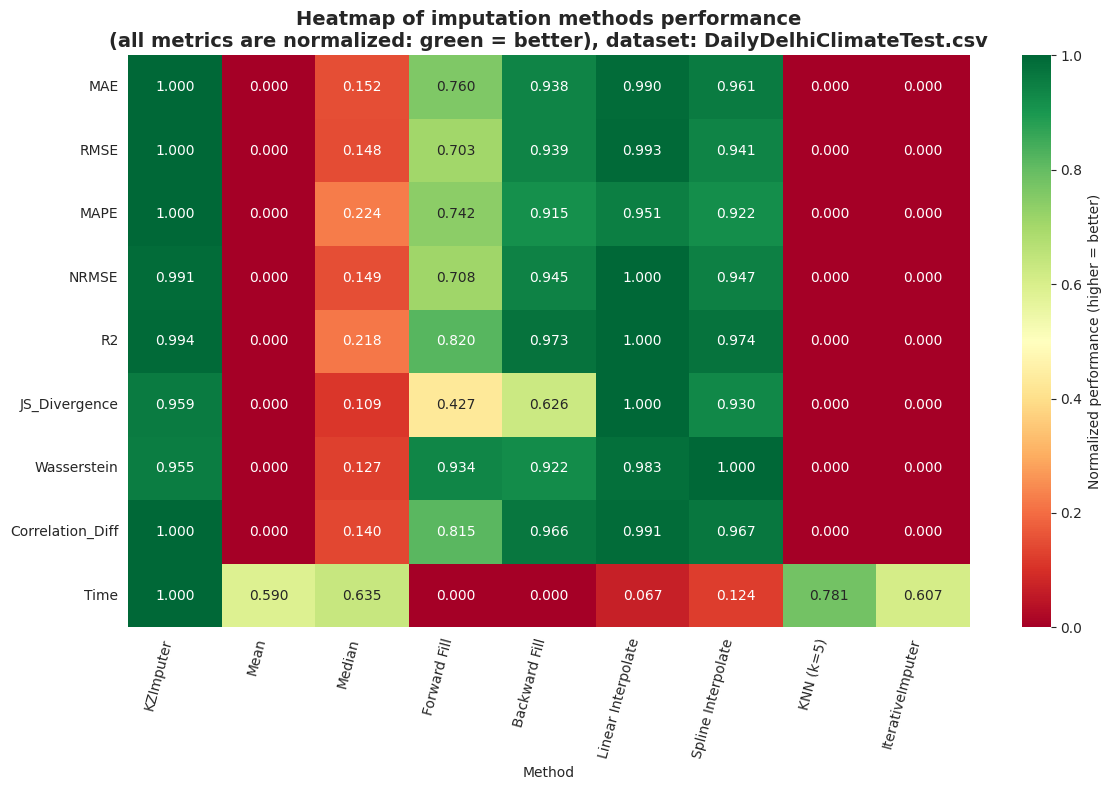 Heatmap of imputation methods performance
(all metrics are normalized: green = better), dataset: DailyDelhiClimateTest.csv
MAE 1.000 0.000 0.152 0.760 0.938 0.990 0.961 0.000 0.000
RMSE 1.000 0.000 0.148 0.703 0.939 0.993 0.941 0.000 0.000
MAPE 1.000 0.000 0.224 0.742 0.915 0.951 0.922 0.000 0.000
NRMSE 0.991 0.000 0.149 0.708 0.945 1.000 0.947 0.000 0.000
R2 0.994 0.000 0.218 0.820 0.973 1.000 0.974 0.000 0.000
JS_Divergence 0.959 0.000 0.109 0.427 0.626 1.000 0.930 0.000 0.000
Wasserstein 0.955 0.000 0.127 0.934 0.922 0.983 1.000 0.000 0.000
Correlation_Diff 1.000 0.000 0.140 0.815 0.966 0.991 0.967 0.000 0.000
Time 1.000 0.590 0.635 0.000 0.000 0.067 0.124 0.781 0.607
KZImputer
Mean
Median
Forward Fill
Backward Fill
Linear Interpolate
Spline Interpolate
KNN (k=5)
IterativeImputer
Method
1.0
0.8
0.6
0.4
0.2
0.0
Normalized performance (higher = better)